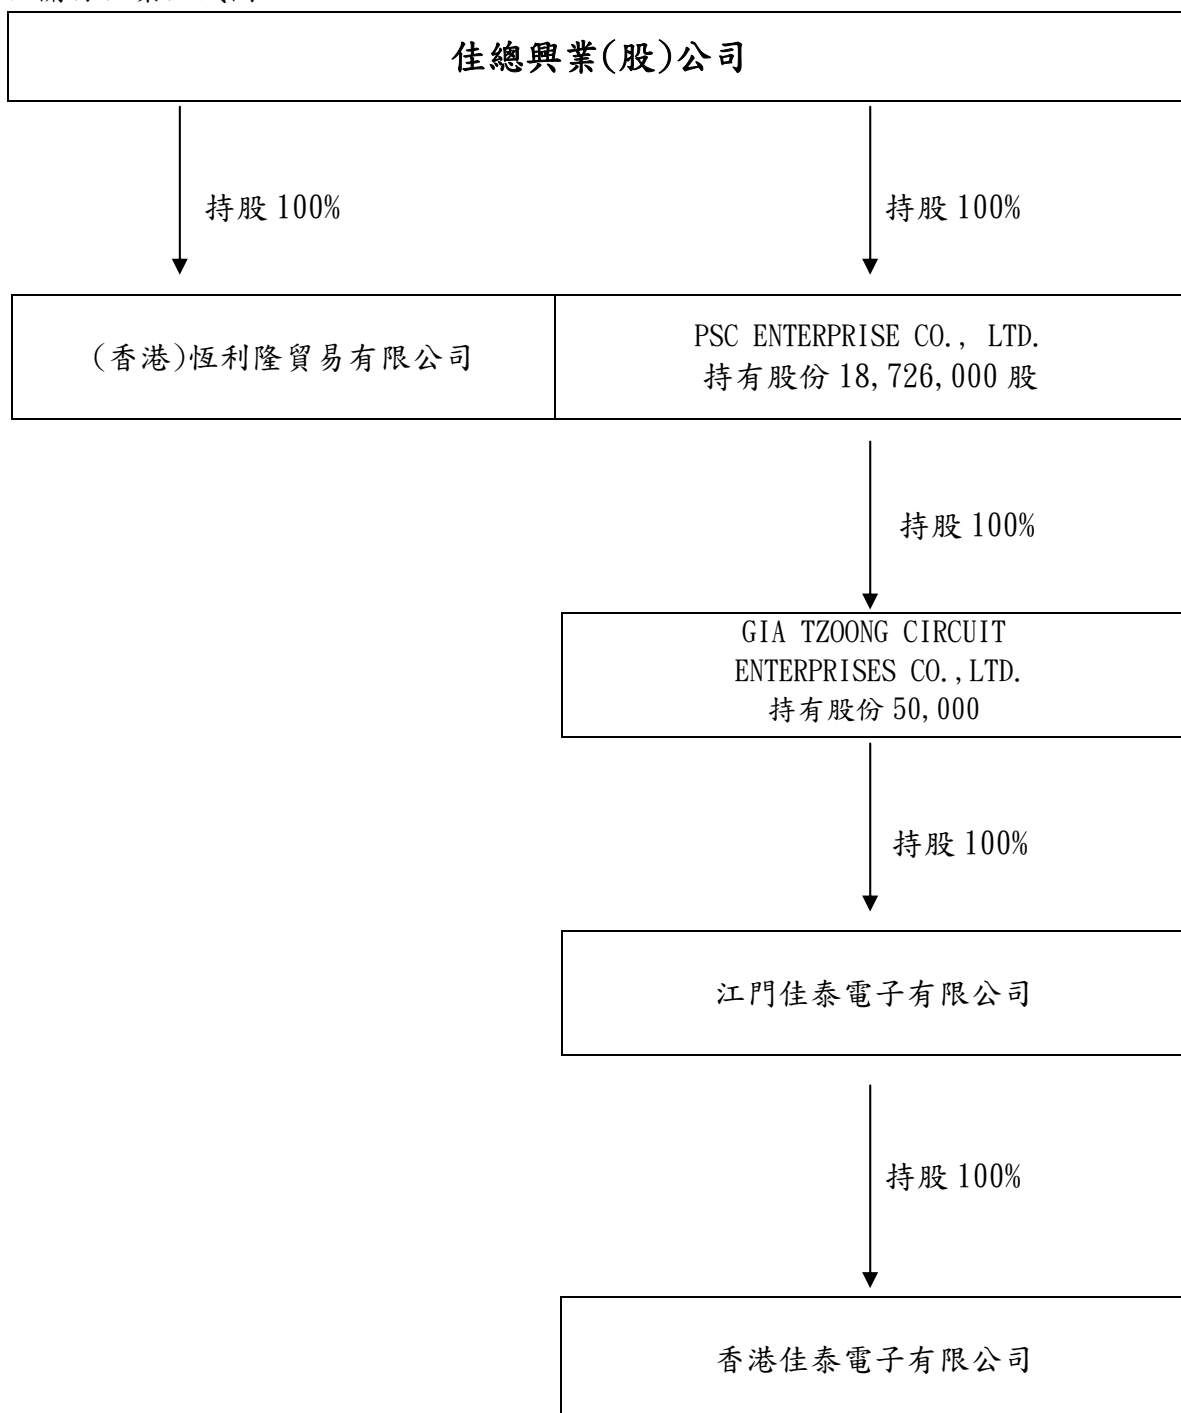 佳總興業(股)公司
持股 100%
持股 100%
(香港)恆利隆貿易有限公司
PSC ENTERPRISE CO., LTD.
持有股份 18,726,000 股
持股 100%
GIA TZOONG CIRCUIT
ENTERPRISES CO.,LTD.
持有股份 50,000
持股 100%
江門佳泰電子有限公司
持股 100%
香港佳泰電子有限公司